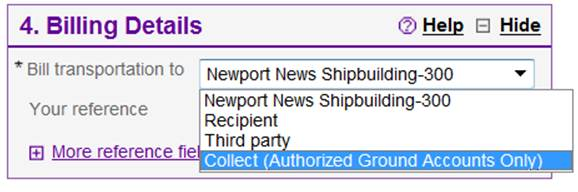 4. Billing Details Help Hide
* Bill transportation to Newport News Shipbuilding-300
Newport News Shipbuilding-300
Your reference Recipient
Third party
More reference fiel Collect (Authorized Ground Accounts Only)